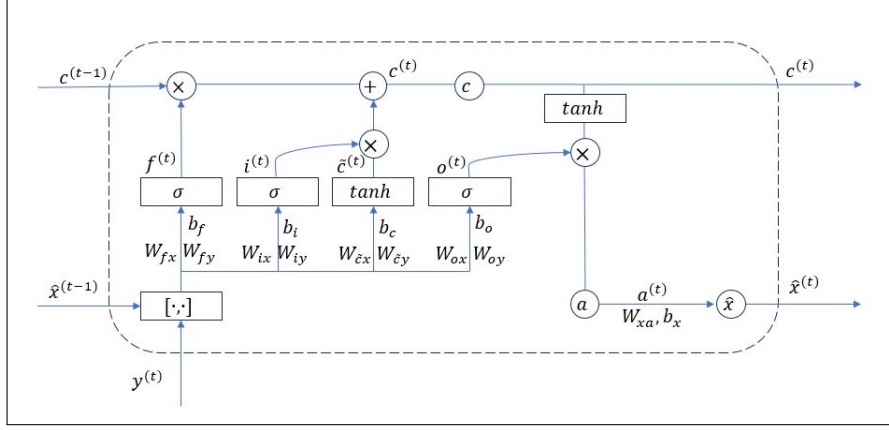 c^(t−1) × + c^(t) c c^(t)
tanh
× ×
f^(t) i^(t) c̃^(t) o^(t)
σ σ tanh σ
b_f b_i b_c b_o
W_fx W_fy W_ix W_iy W_c̃x W_c̃y W_ox W_oy
x̂^(t−1) [·,·] a a^(t) x̂ x̂^(t)
W_xa, b_x
y^(t)